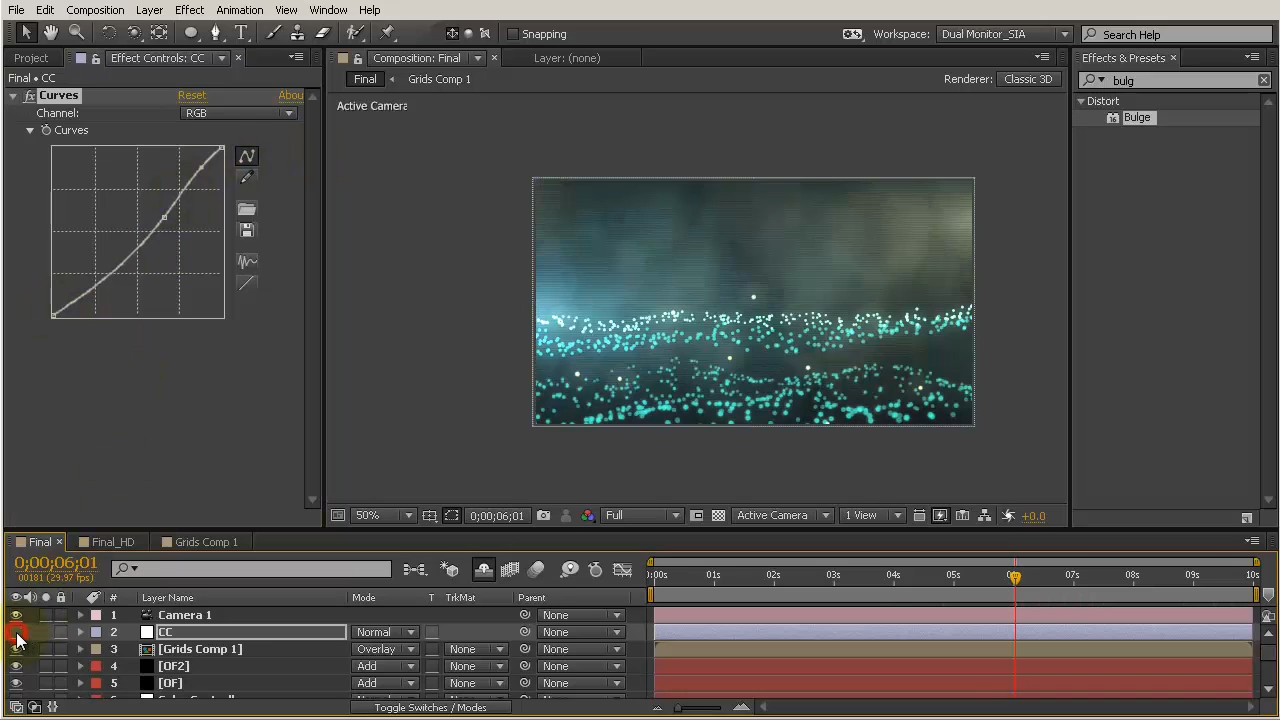 File Edit Composition Layer Effect Animation View Window Help
Snapping Workspace: Dual Monitor_SIA Search Help
Project Effect Controls: CC Composition: Final Layer: (none) Effects & Presets
Final • CC Final Grids Comp 1 Renderer: Classic 3D bulg
fx Curves Reset Abou Distort
Active Camera
Channel: RGB Bulge
Curves
50% 0;00;06;01 Full Active Camera 1 View +0.0
Final Final_HD Grids Comp 1
0;00;06;01
00181 (29.97 fps)
:00s 01s 02s 03s 04s 05s 07s 08s 09s 10s
# Layer Name Mode T TrkMat Parent
1 Camera 1 None
2 CC Normal None
3 [Grids Comp 1] Overlay None None
4 [OF2] Add None None
5 [OF] Add None None
Toggle Switches / Modes